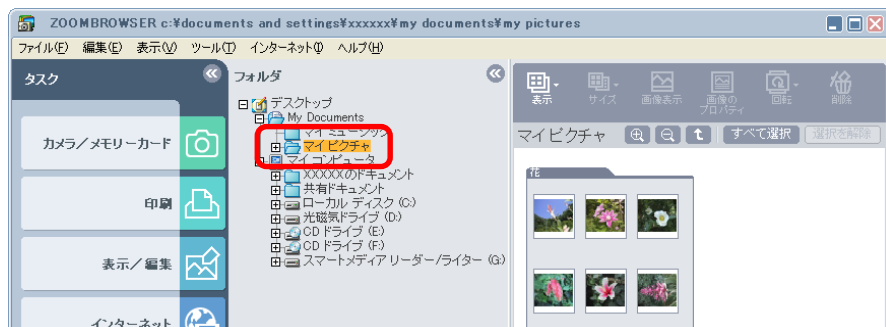 ZOOMBROWSER c:¥documents and settings¥xxxxxx¥my documents¥my pictures
ファイル(F) 編集(E) 表示(V) ツール(T) インターネット(I) ヘルプ(H)
タスク
カメラ/メモリーカード
印刷
表示/編集
インターネット
フォルダ
デスクトップ
My Documents
マイ ミュージック
マイ ピクチャ
マイ コンピュータ
XXXXXのドキュメント
共有ドキュメント
ローカル ディスク (C:)
光磁気ドライブ (D:)
CD ドライブ (E:)
CD ドライブ (F:)
スマートメディア リーダー/ライター (G:)
表示
サイズ
画像表示
画像の
プロパティ
回転
削除
マイ ピクチャ すべて選択 選択を解除
花